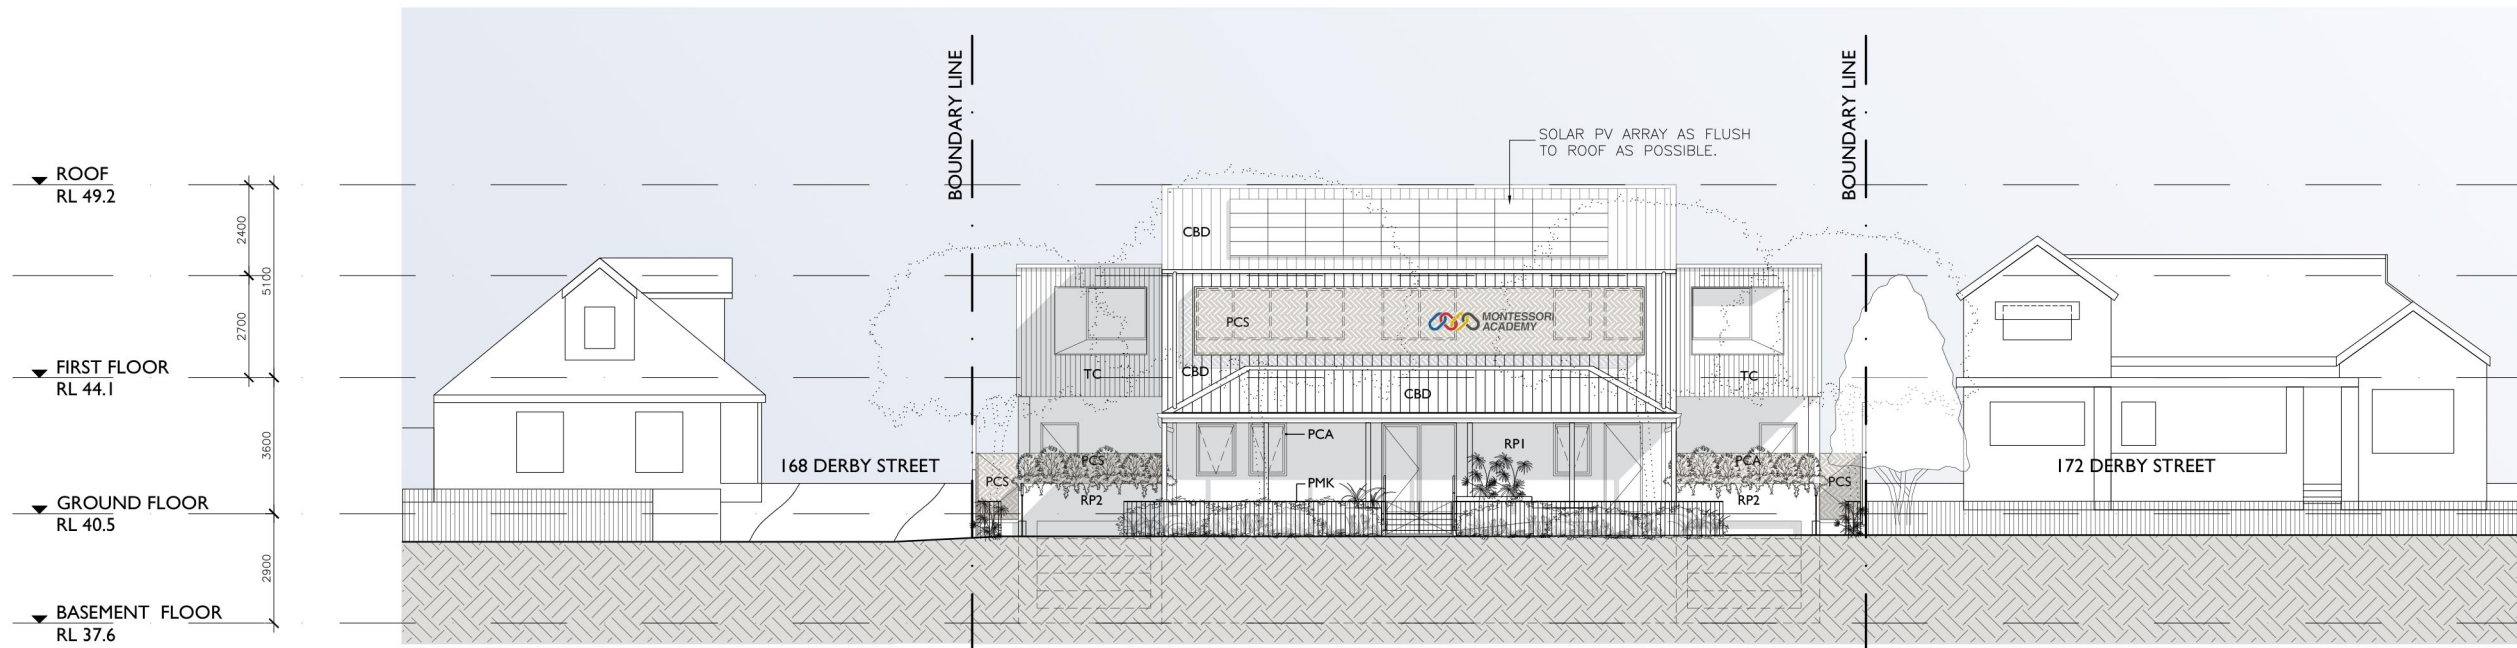 BOUNDARY LINE
BOUNDARY LINE
SOLAR PV ARRAY AS FLUSH
TO ROOF AS POSSIBLE.
ROOF
RL 49.2
2400
5100
2700
CBD
PCS
MONTESSORI
ACADEMY
FIRST FLOOR
RL 44.1
TC
CBD
CBD
TC
3600
PCA
RP1
168 DERBY STREET
PCS
PCA
172 DERBY STREET
PCS
PMK
PCS
GROUND FLOOR
RL 40.5
RP2
RP2
2900
BASEMENT FLOOR
RL 37.6